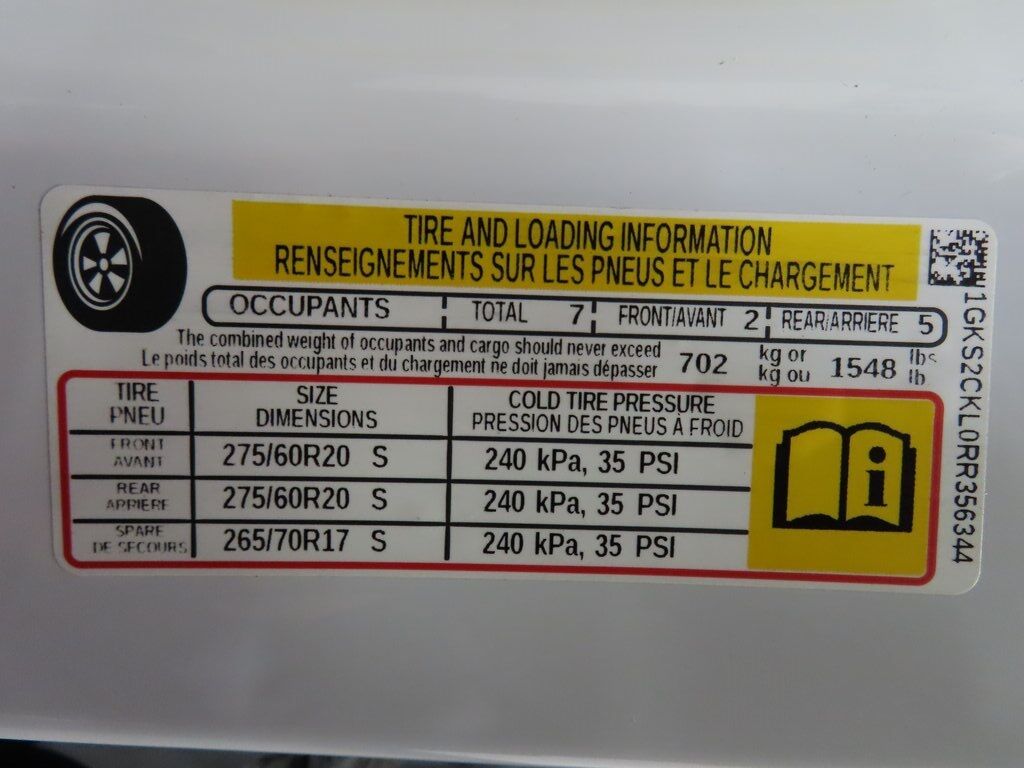 TIRE AND LOADING INFORMATION
RENSEIGNEMENTS SUR LES PNEUS ET LE CHARGEMENT
OCCUPANTS TOTAL 7 FRONT/AVANT 2 REAR/ARRIERE 5
The combined weight of occupants and cargo should never exceed
Le poids total des occupants et du chargement ne doit jamais dépasser
702 kg or 1548 lbs
kg ou lb
TIRE SIZE COLD TIRE PRESSURE
PNEU DIMENSIONS PRESSION DES PNEUS À FROID
FRONT
AVANT 275/60R20 S 240 kPa, 35 PSI
REAR
ARRIERE 275/60R20 S 240 kPa, 35 PSI
SPARE
DE SECOURS 265/70R17 S 240 kPa, 35 PSI
i
1GKS2CKL0RR356344